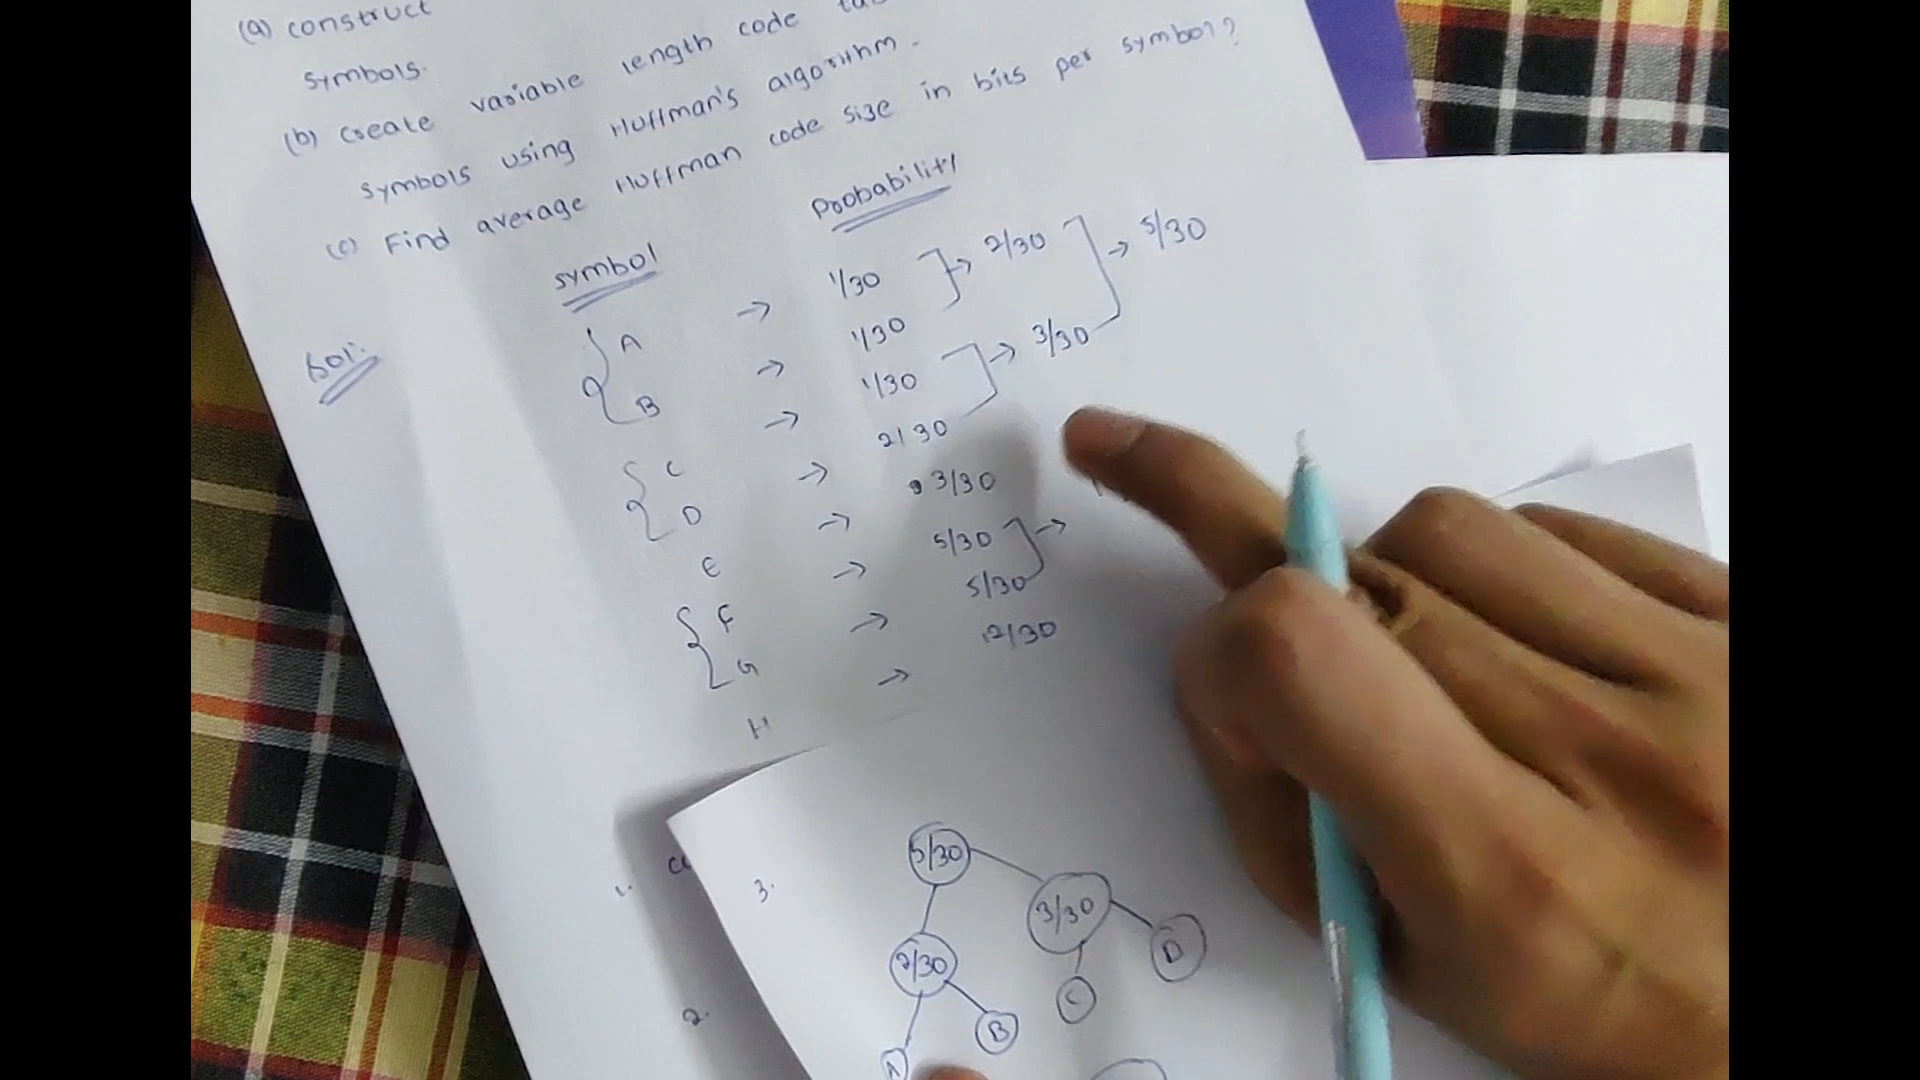 (a) construct
symbols.
(b) create variable length code
symbols using Huffman's algorithm.
(c) Find average Huffman code size in bits per symbol?
Sol:
symbol Probability
A → 1/30 → 2/30 → 5/30
B → 1/30
C → 1/30 → 3/30
D → 2/30
E → 3/30
F → 5/30 →
G → 5/30
H → 12/30
1.
2.
3.
5/30
2/30 3/30
A B C D